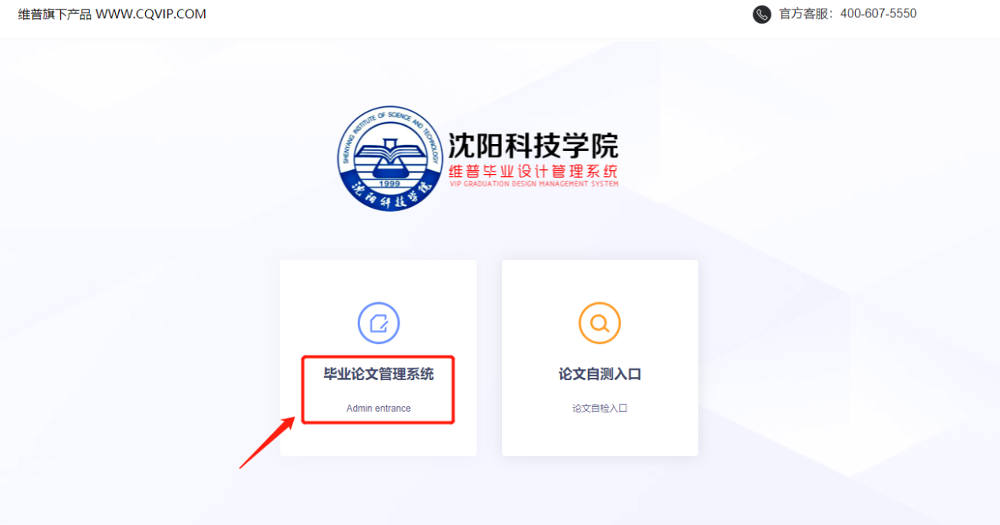 维普旗下产品 WWW.CQVIP.COM
官方客服：400-607-5550
SHENYANG INSTITUTE OF SCIENCE AND TECHNOLOGY
1999
沈阳科技学院
沈阳科技学院
维普毕业设计管理系统
VIP GRADUATION DESIGN MANAGEMENT SYSTEM
毕业论文管理系统
Admin entrance
论文自测入口
论文自检入口